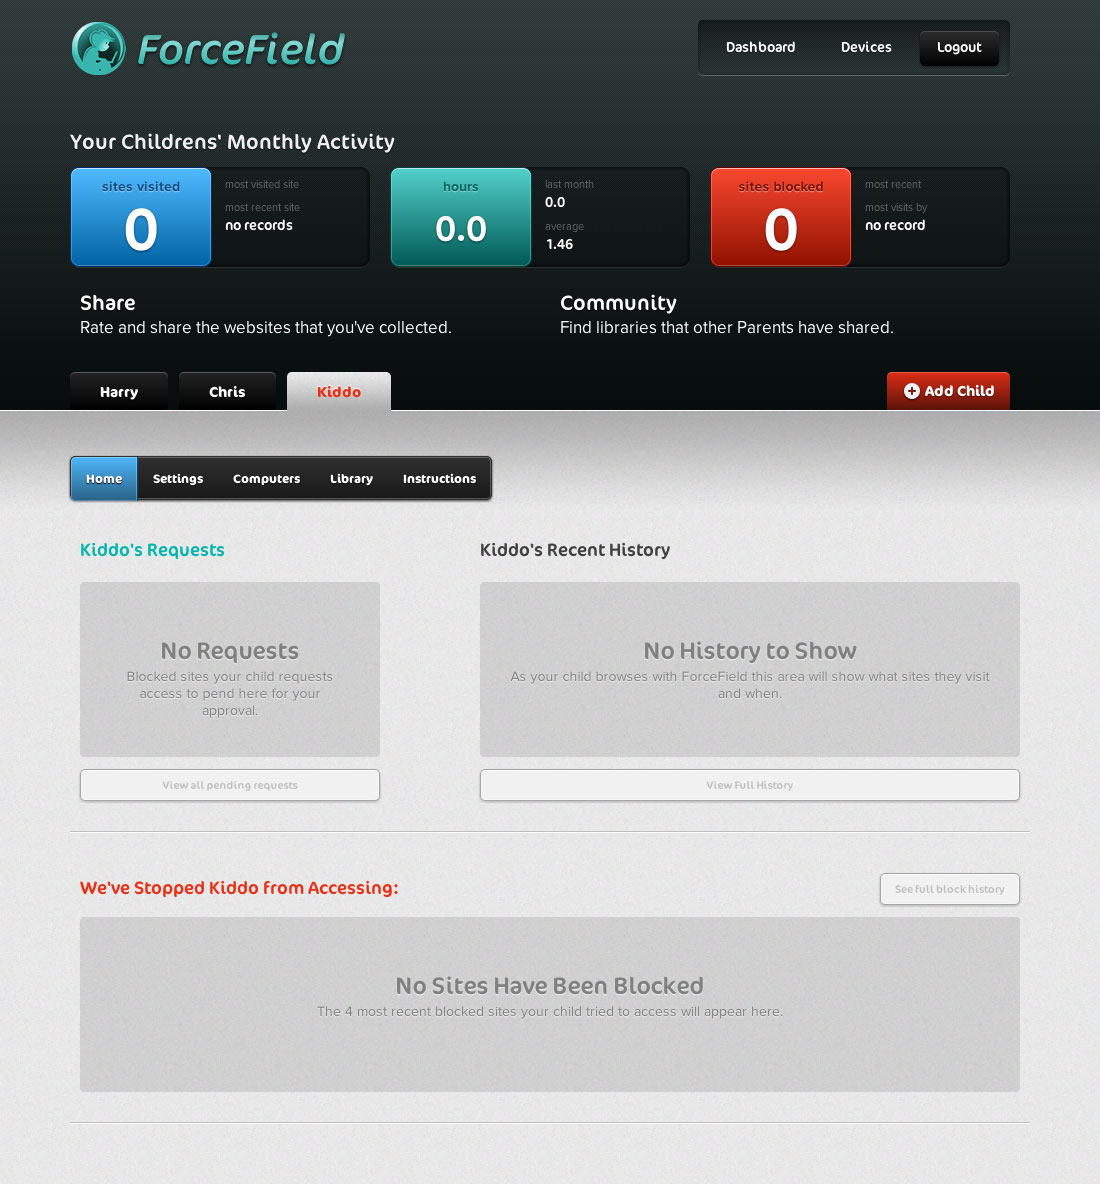 ForceField
Dashboard
Devices
Logout
Your Childrens' Monthly Activity
sites visited
0
most visited site
most recent site
no records
hours
0.0
last month
0.0
average
1.46
sites blocked
0
most recent
most visits by
no record
Share
Rate and share the websites that you've collected.
Community
Find libraries that other Parents have shared.
Harry
Chris
Kiddo
Add Child
Home
Settings
Computers
Library
Instructions
Kiddo's Requests
No Requests
Blocked sites your child requests
access to pend here for your
approval.
View all pending requests
Kiddo's Recent History
No History to Show
As your child browses with ForceField this area will show what sites they visit
and when.
View Full History
We've Stopped Kiddo from Accessing:
See full block history
No Sites Have Been Blocked
The 4 most recent blocked sites your child tried to access will appear here.